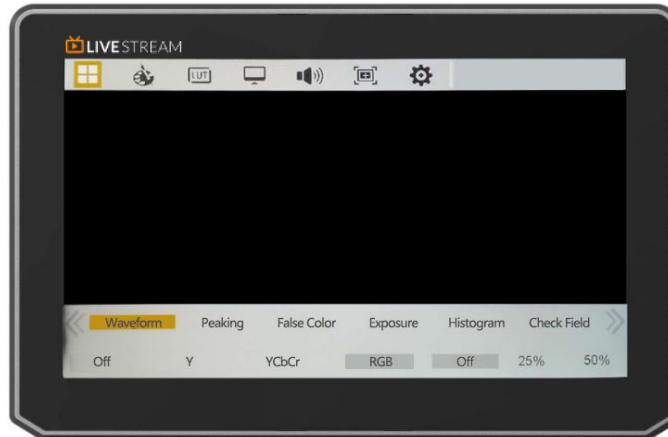 LIVESTREAM
LUT
Waveform Peaking False Color Exposure Histogram Check Field
Off Y YCbCr RGB Off 25% 50%